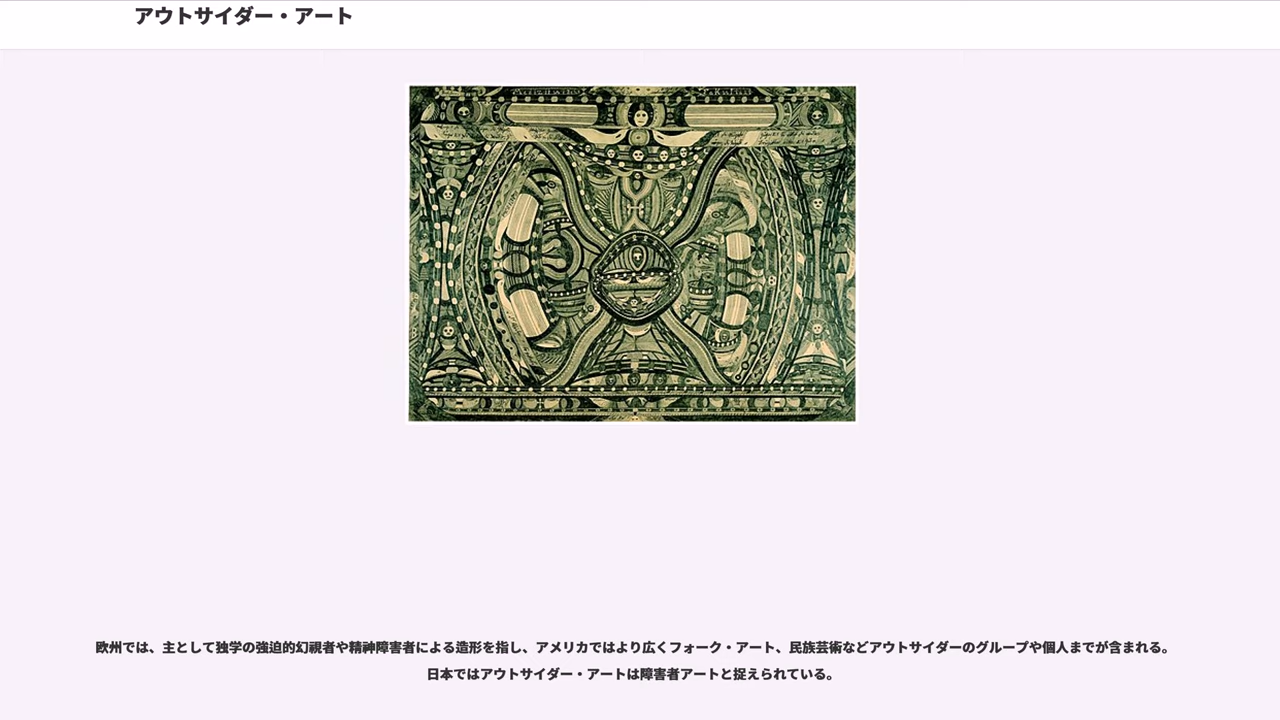 アウトサイダー・アート
欧州では、主として独学の強迫的幻視者や精神障害者による造形を指し、アメリカではより広くフォーク・アート、民族芸術などアウトサイダーのグループや個人までが含まれる。
日本ではアウトサイダー・アートは障害者アートと捉えられている。